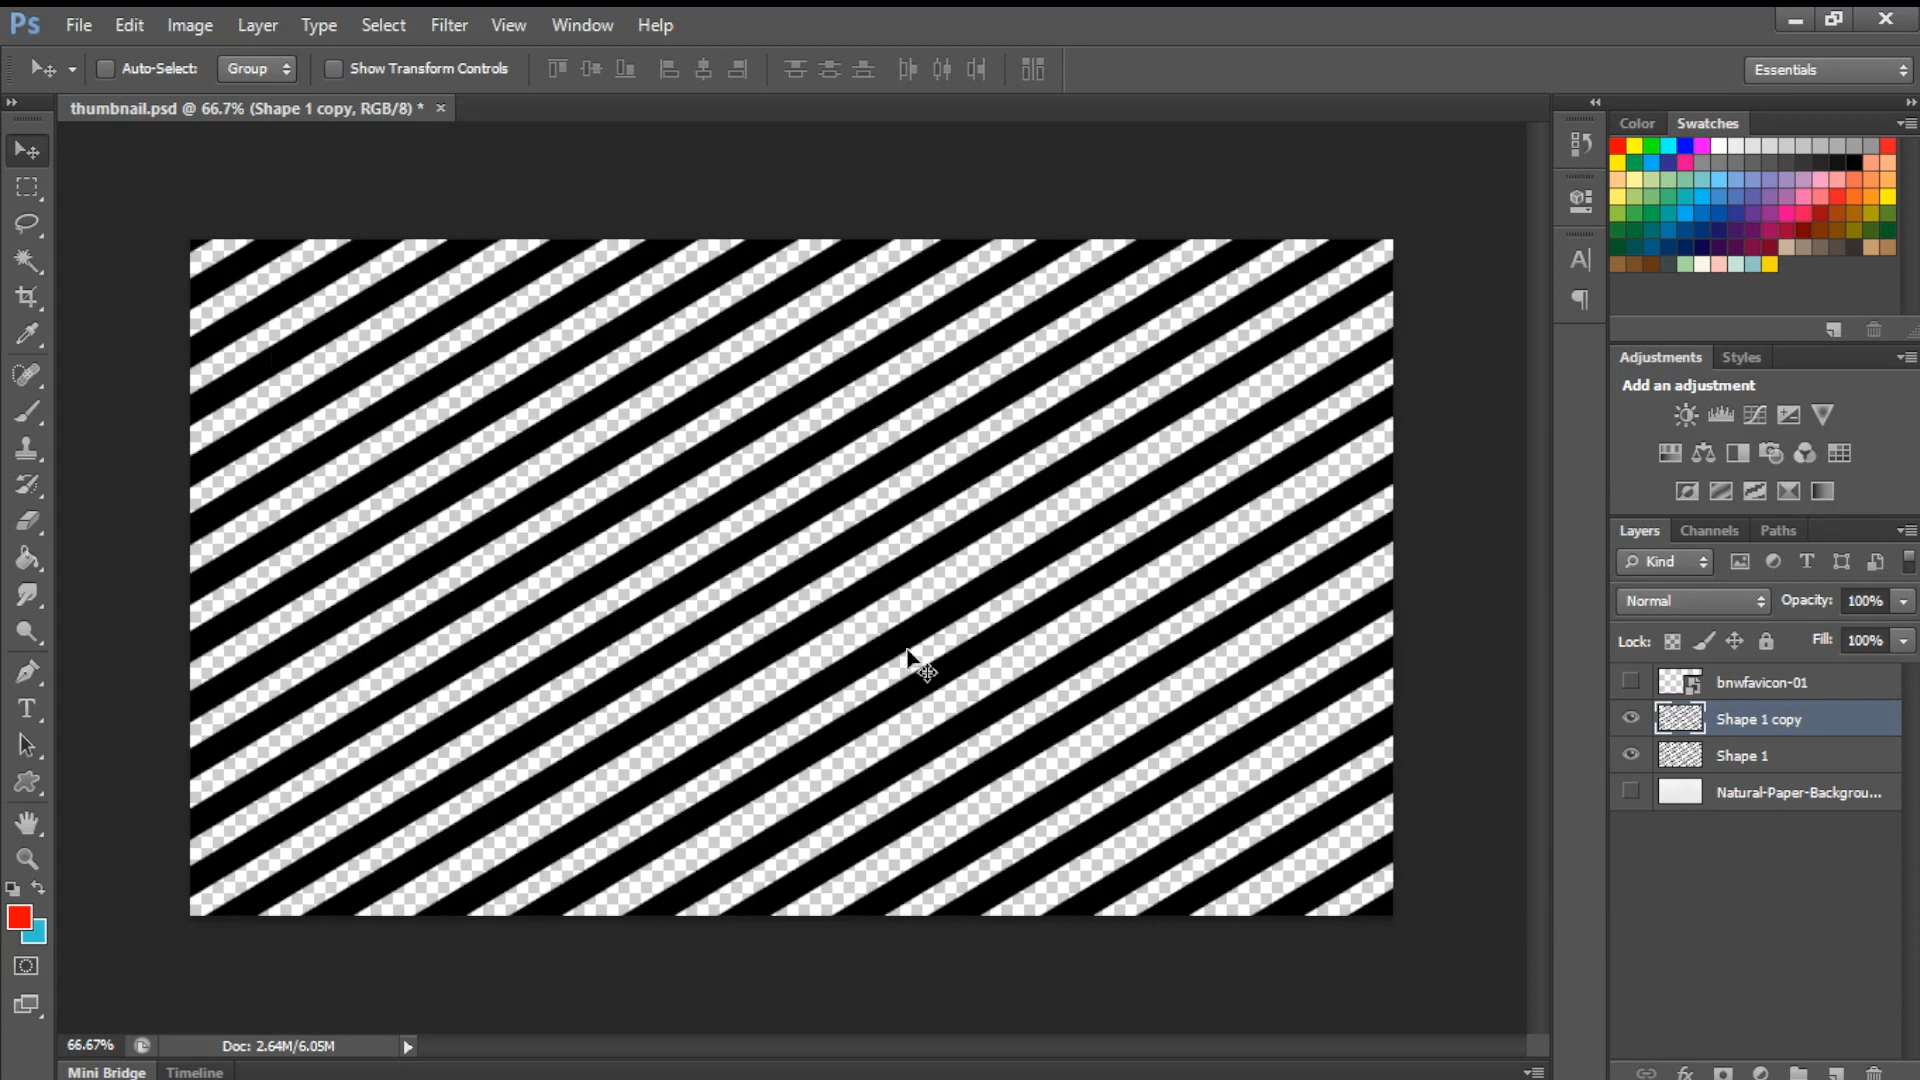 Ps File Edit Image Layer Type Select Filter View Window Help
Auto-Select: Group Show Transform Controls Essentials
thumbnail.psd @ 66.7% (Shape 1 copy, RGB/8) * ×
Color Swatches
Adjustments Styles
Add an adjustment
Layers Channels Paths
Kind
Normal Opacity: 100%
Lock: Fill: 100%
bnwfavicon-01
Shape 1 copy
Shape 1
Natural-Paper-Backgrou...
66.67% Doc: 2.64M/6.05M
Mini Bridge Timeline